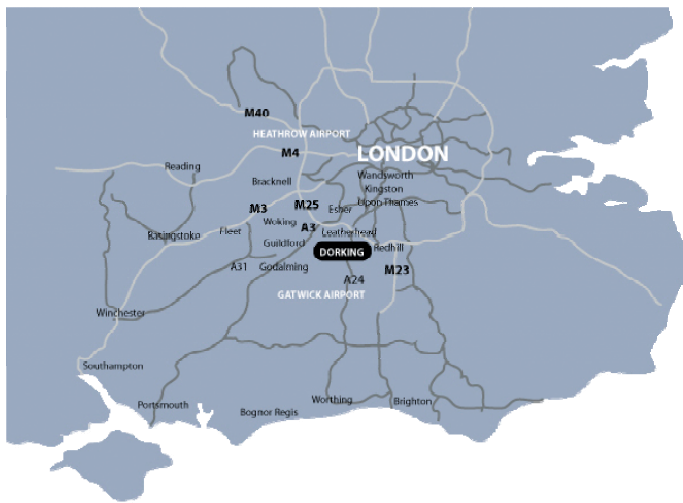 M40
HEATHROW AIRPORT
M4
LONDON
Reading
Wandsworth
Bracknell
Kingston
Upon Thames
M3
M25
Esher
Woking
A3
Fleet
Leatherhead
Basingstoke
Guildford
DORKING
Redhill
A31
Godalming
M23
A24
GATWICK AIRPORT
Winchester
Southampton
Portsmouth
Bognor Regis
Worthing
Brighton